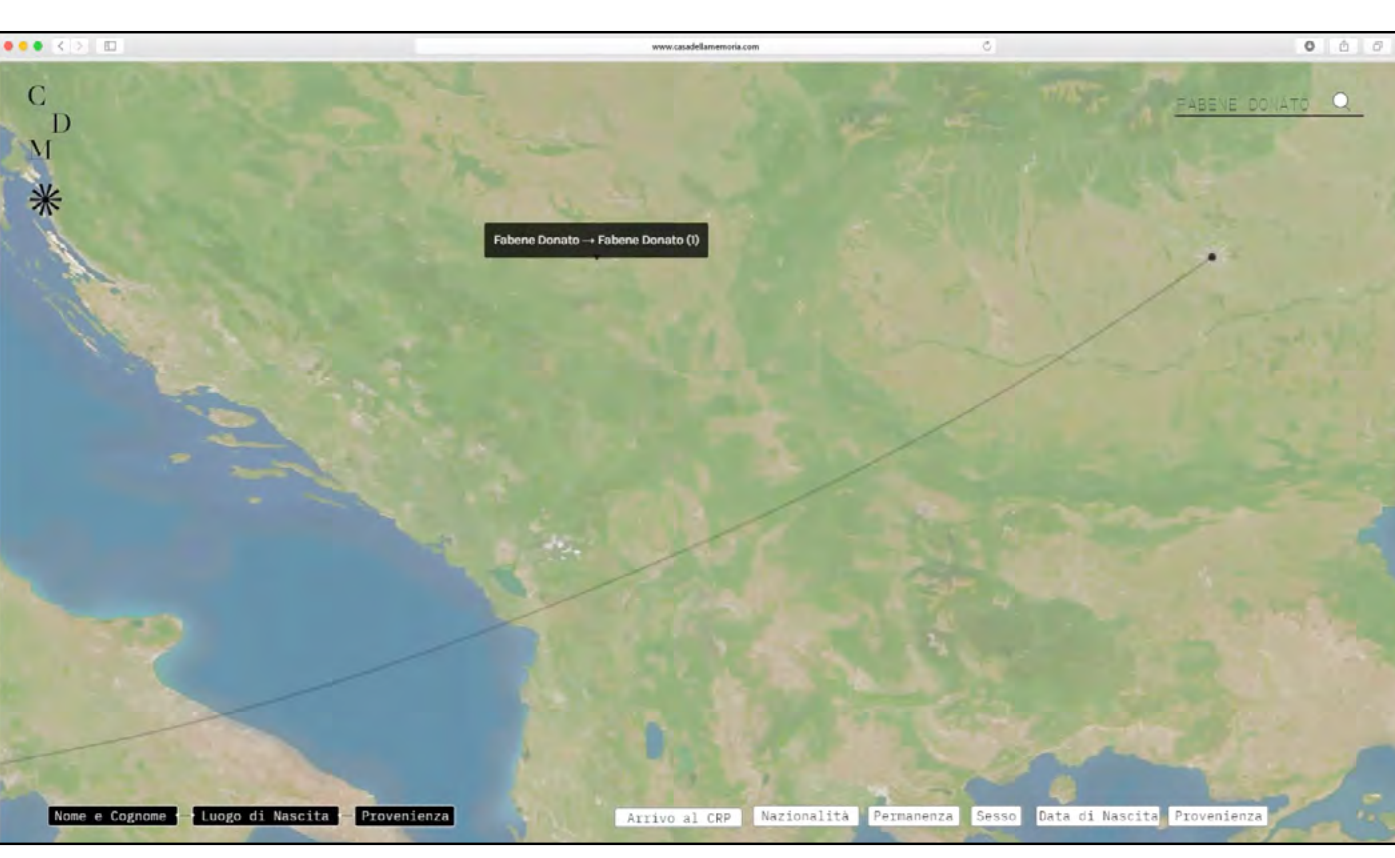 www.casadellamemoria.com
C
D
M
FABENE DONATO
Fabene Donato → Fabene Donato (1)
Nome e Cognome
Luogo di Nascita
Provenienza
Arrivo al CRP
Nazionalità
Permanenza
Sesso
Data di Nascita
Provenienza